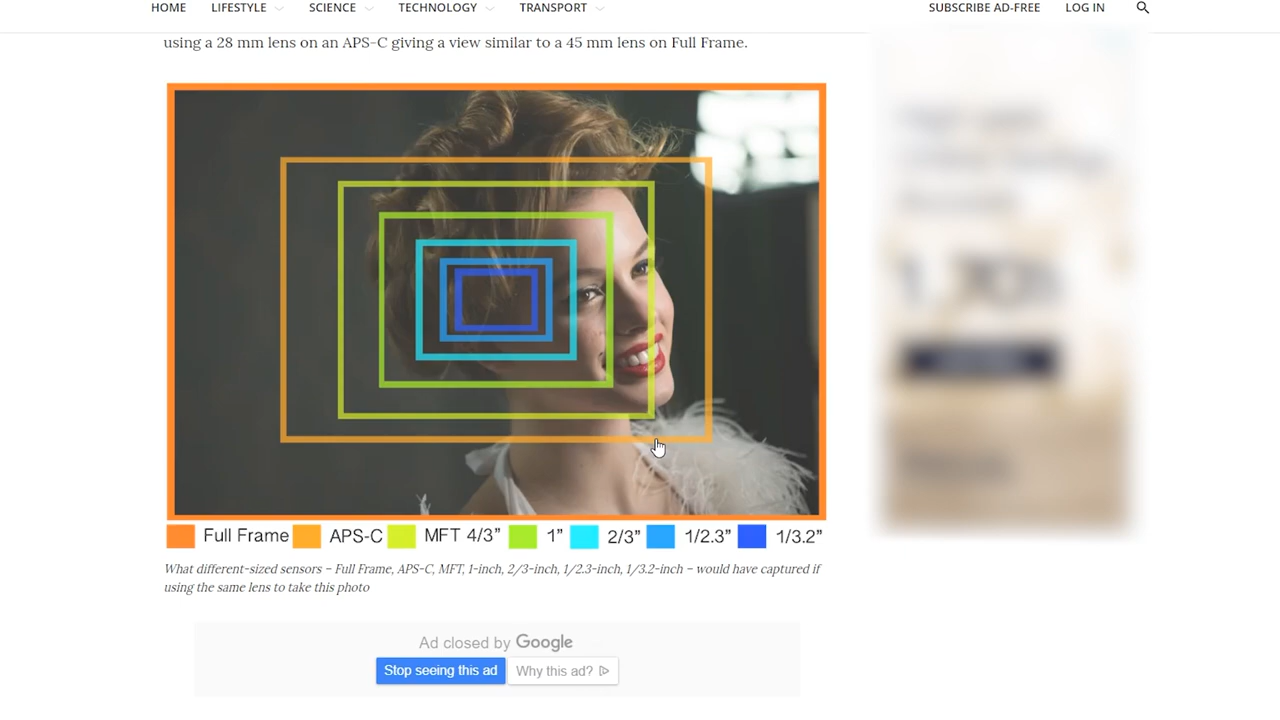 HOME LIFESTYLE SCIENCE TECHNOLOGY TRANSPORT SUBSCRIBE AD-FREE LOG IN
using a 28 mm lens on an APS-C giving a view similar to a 45 mm lens on Full Frame.
Full Frame APS-C MFT 4/3” 1” 2/3” 1/2.3” 1/3.2”
What different-sized sensors – Full Frame, APS-C, MFT, 1-inch, 2/3-inch, 1/2.3-inch, 1/3.2-inch – would have captured if
using the same lens to take this photo
Ad closed by Google
Stop seeing this ad Why this ad?